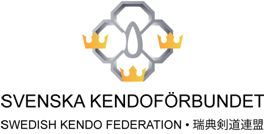 SVENSKA KENDOFÖRBUNDET
SWEDISH KENDO FEDERATION • 瑞典剣道連盟